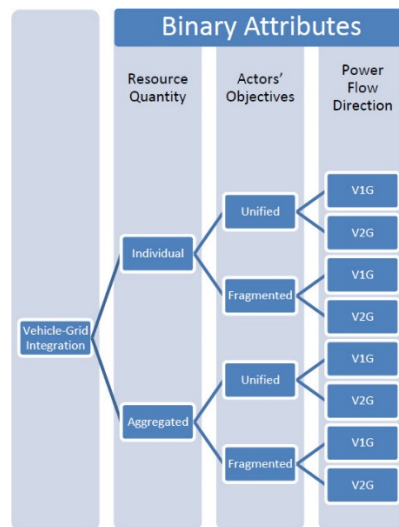 Binary Attributes
Resource
Quantity
Actors'
Objectives
Power
Flow
Direction
Vehicle-Grid
Integration
Individual
Aggregated
Unified
Fragmented
Unified
Fragmented
V1G
V2G
V1G
V2G
V1G
V2G
V1G
V2G